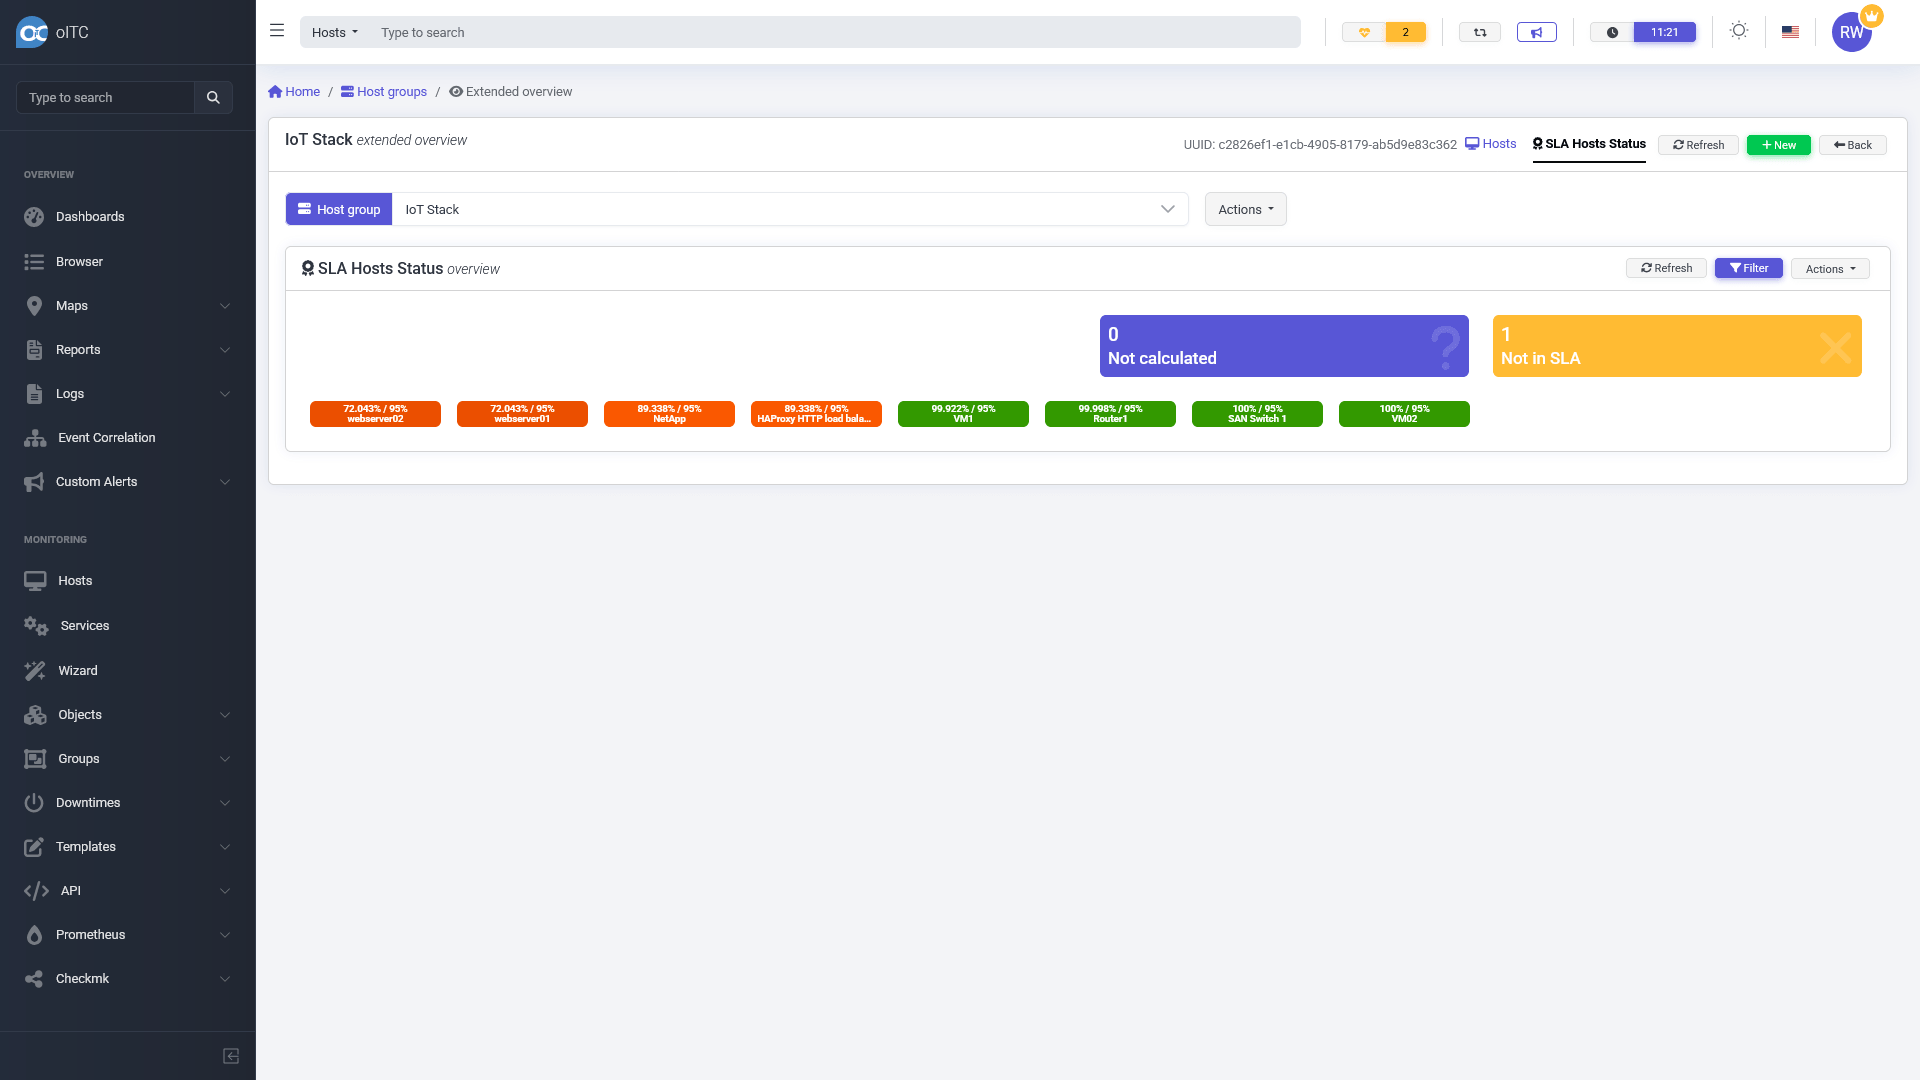 oITC
Hosts
Type to search
2
11:21
RW
Type to search
Home / Host groups / Extended overview
IoT Stack extended overview
UUID: c2826ef1-e1cb-4905-8179-ab5d9e83c362
Hosts
SLA Hosts Status
Refresh
New
Back
Host group
IoT Stack
Actions
SLA Hosts Status overview
Refresh
Filter
Actions
0
Not calculated
1
Not in SLA
72.043% / 95%
webserver02
72.043% / 95%
webserver01
89.338% / 95%
NetApp
89.338% / 95%
HAProxy HTTP load bala...
99.922% / 95%
VM1
99.998% / 95%
Router1
100% / 95%
SAN Switch 1
100% / 95%
VM02
OVERVIEW
Dashboards
Browser
Maps
Reports
Logs
Event Correlation
Custom Alerts
MONITORING
Hosts
Services
Wizard
Objects
Groups
Downtimes
Templates
API
Prometheus
Checkmk